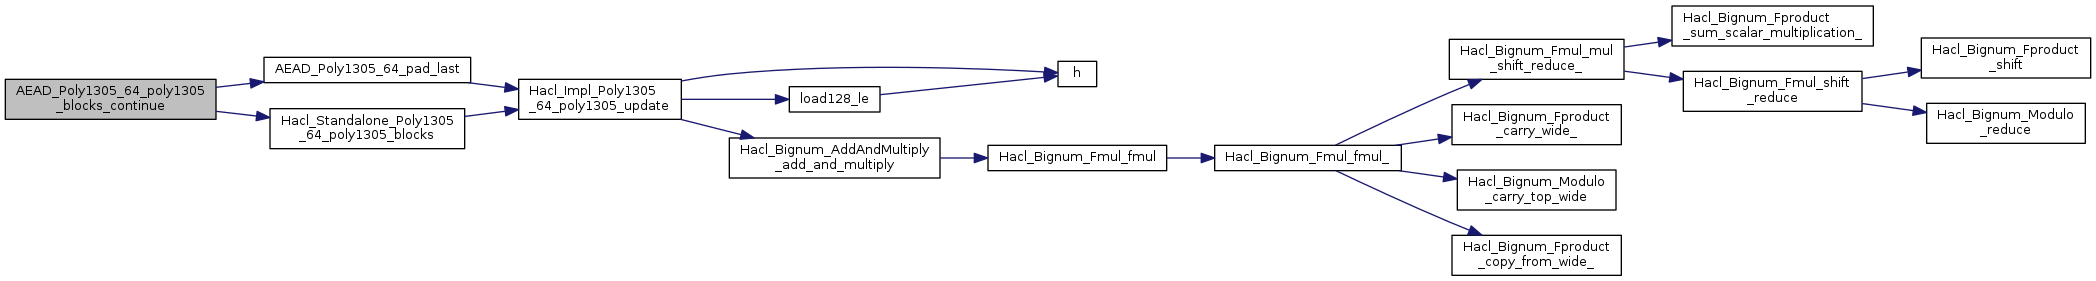 AEAD_Poly1305_64_poly1305
_blocks_continue
AEAD_Poly1305_64_pad_last
Hacl_Standalone_Poly1305
_64_poly1305_blocks
Hacl_Impl_Poly1305
_64_poly1305_update
h
load128_le
Hacl_Bignum_AddAndMultiply
_add_and_multiply
Hacl_Bignum_Fmul_fmul
Hacl_Bignum_Fmul_fmul_
Hacl_Bignum_Fmul_mul
_shift_reduce_
Hacl_Bignum_Fproduct
_carry_wide_
Hacl_Bignum_Modulo
_carry_top_wide
Hacl_Bignum_Fproduct
_copy_from_wide_
Hacl_Bignum_Fproduct
_sum_scalar_multiplication_
Hacl_Bignum_Fmul_shift
_reduce
Hacl_Bignum_Fproduct
_shift
Hacl_Bignum_Modulo
_reduce